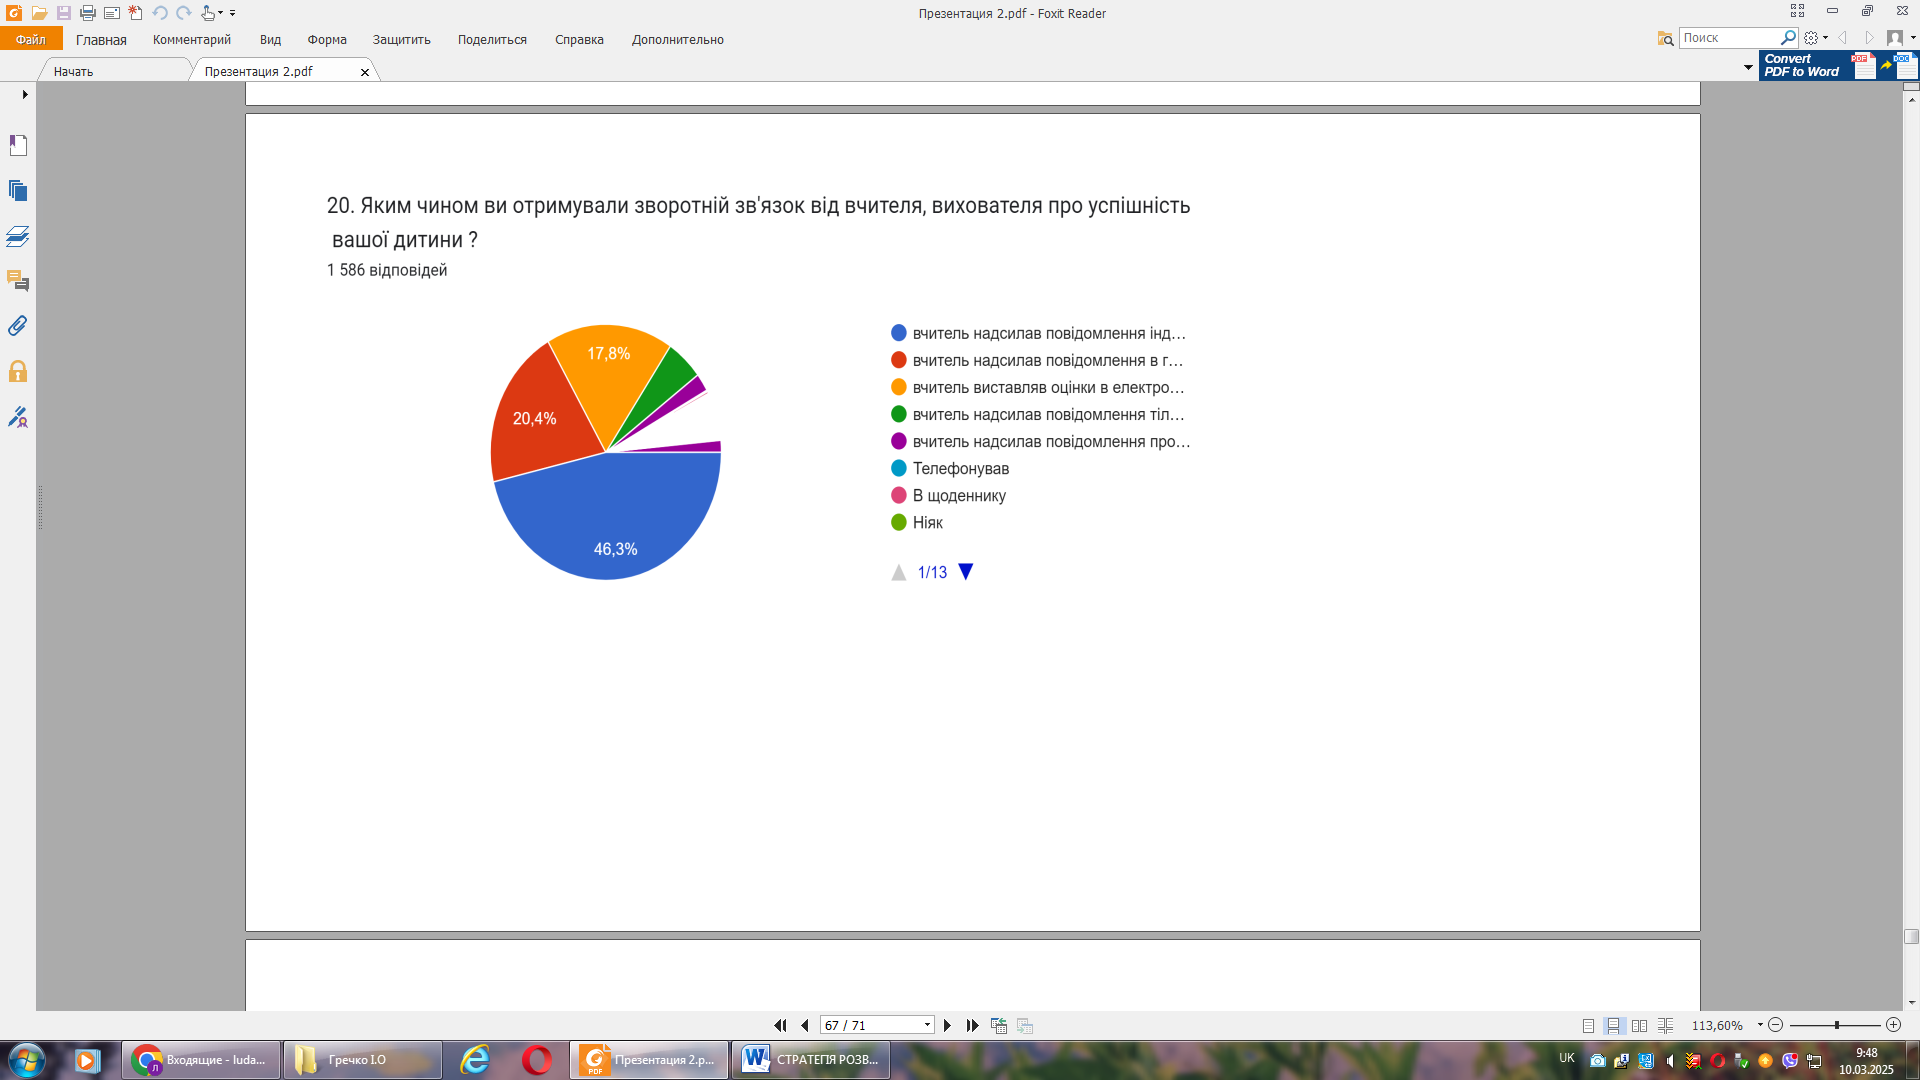 Презентация 2.pdf - Foxit Reader
Файл Главная Комментарий Вид Форма Защитить Поделиться Справка Дополнительно Поиск
Начать Презентация 2.pdf
Convert
PDF to Word
20. Яким чином ви отримували зворотній зв'язок від вчителя, вихователя про успішність
вашої дитини ?
1 586 відповідей
17,8%
20,4%
46,3%
вчитель надсилав повідомлення інд...
вчитель надсилав повідомлення в г...
вчитель виставляв оцінки в електро...
вчитель надсилав повідомлення тіл...
вчитель надсилав повідомлення про...
Телефонував
В щоденнику
Ніяк
1/13
67 / 71
113,60%
Входящие - luda...
Гречко І.О
Презентация 2.p...
СТРАТЕГІЯ РОЗВ...
UK
9:48
10.03.2025